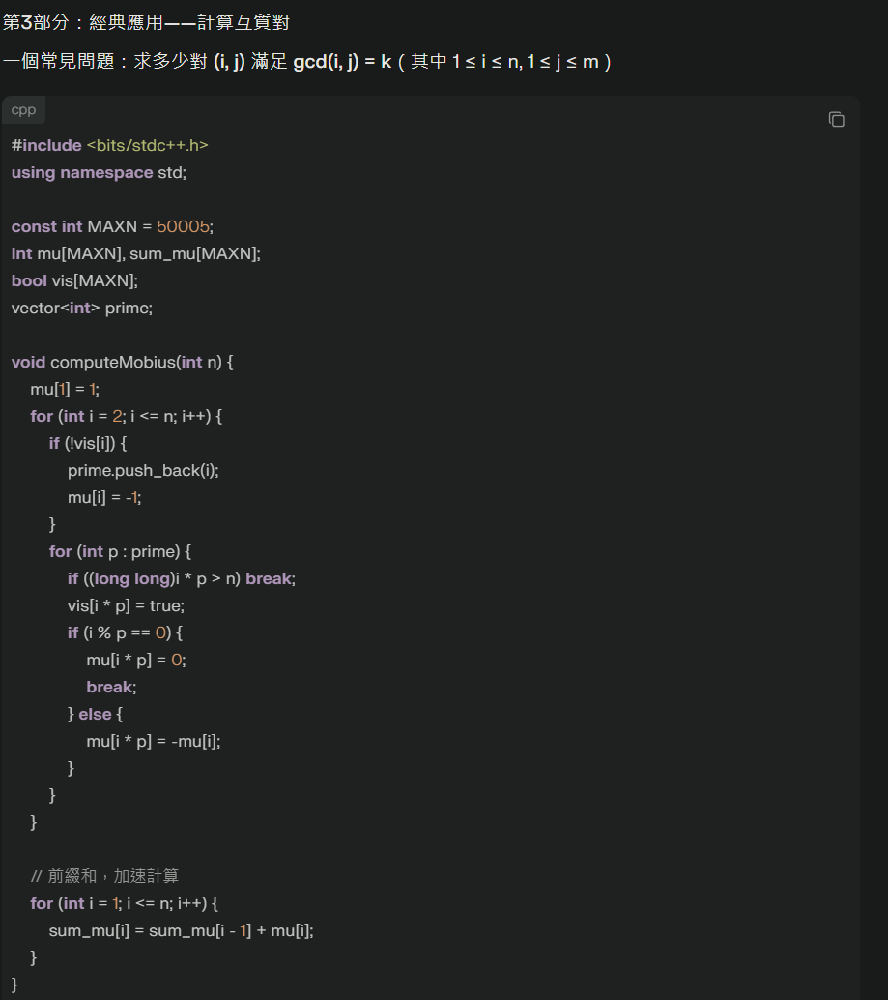 第3部分：經典應用——計算互質對
一個常見問題：求多少對 (i, j) 滿足 gcd(i, j) = k（其中 1 ≤ i ≤ n, 1 ≤ j ≤ m）
cpp
#include <bits/stdc++.h>
using namespace std;
const int MAXN = 50005;
int mu[MAXN], sum_mu[MAXN];
bool vis[MAXN];
vector<int> prime;
void computeMobius(int n) {
    mu[1] = 1;
    for (int i = 2; i <= n; i++) {
        if (!vis[i]) {
            prime.push_back(i);
            mu[i] = -1;
        }
        for (int p : prime) {
            if ((long long)i * p > n) break;
            vis[i * p] = true;
            if (i % p == 0) {
                mu[i * p] = 0;
                break;
            } else {
                mu[i * p] = -mu[i];
            }
        }
    }
    // 前綴和，加速計算
    for (int i = 1; i <= n; i++) {
        sum_mu[i] = sum_mu[i - 1] + mu[i];
    }
}